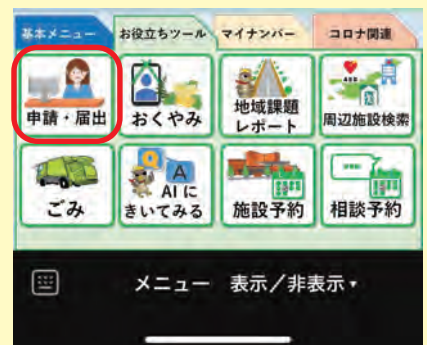 基本メニュー お役立ちツール マイナンバー コロナ関連
申請・届出 おくやみ 地域課題レポート 周辺施設検索
ごみ Q A AIにきいてみる 施設予約 相談予約
メニュー 表示／非表示▾